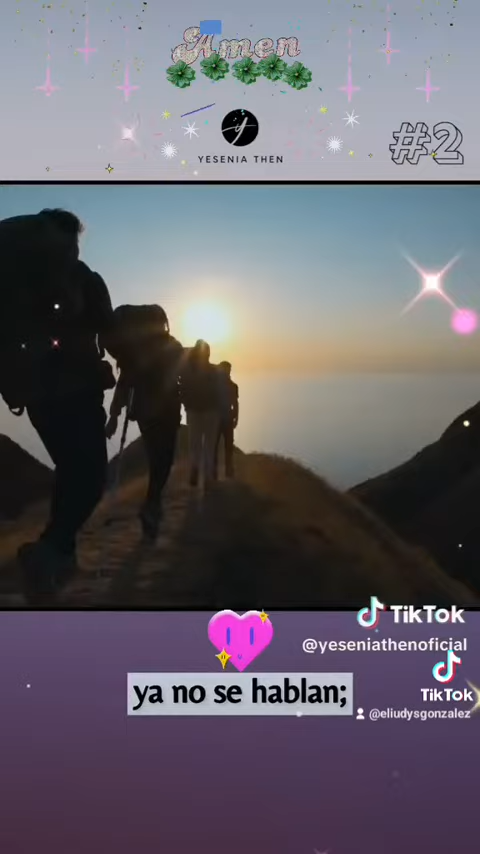 Amen
YESENIA THEN
#2
TikTok
@yeseniathenoficial
TikTok
ya no se hablan;
@eliudysgonzalez